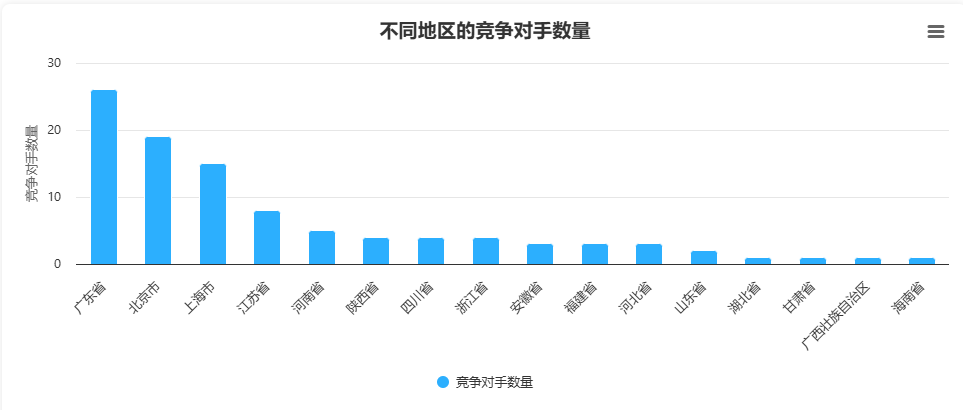 不同地区的竞争对手数量
竞争对手数量
30
20
10
0
广东省
北京市
上海市
江苏省
河南省
陕西省
四川省
浙江省
安徽省
福建省
河北省
山东省
湖北省
甘肃省
广西壮族自治区
海南省
竞争对手数量